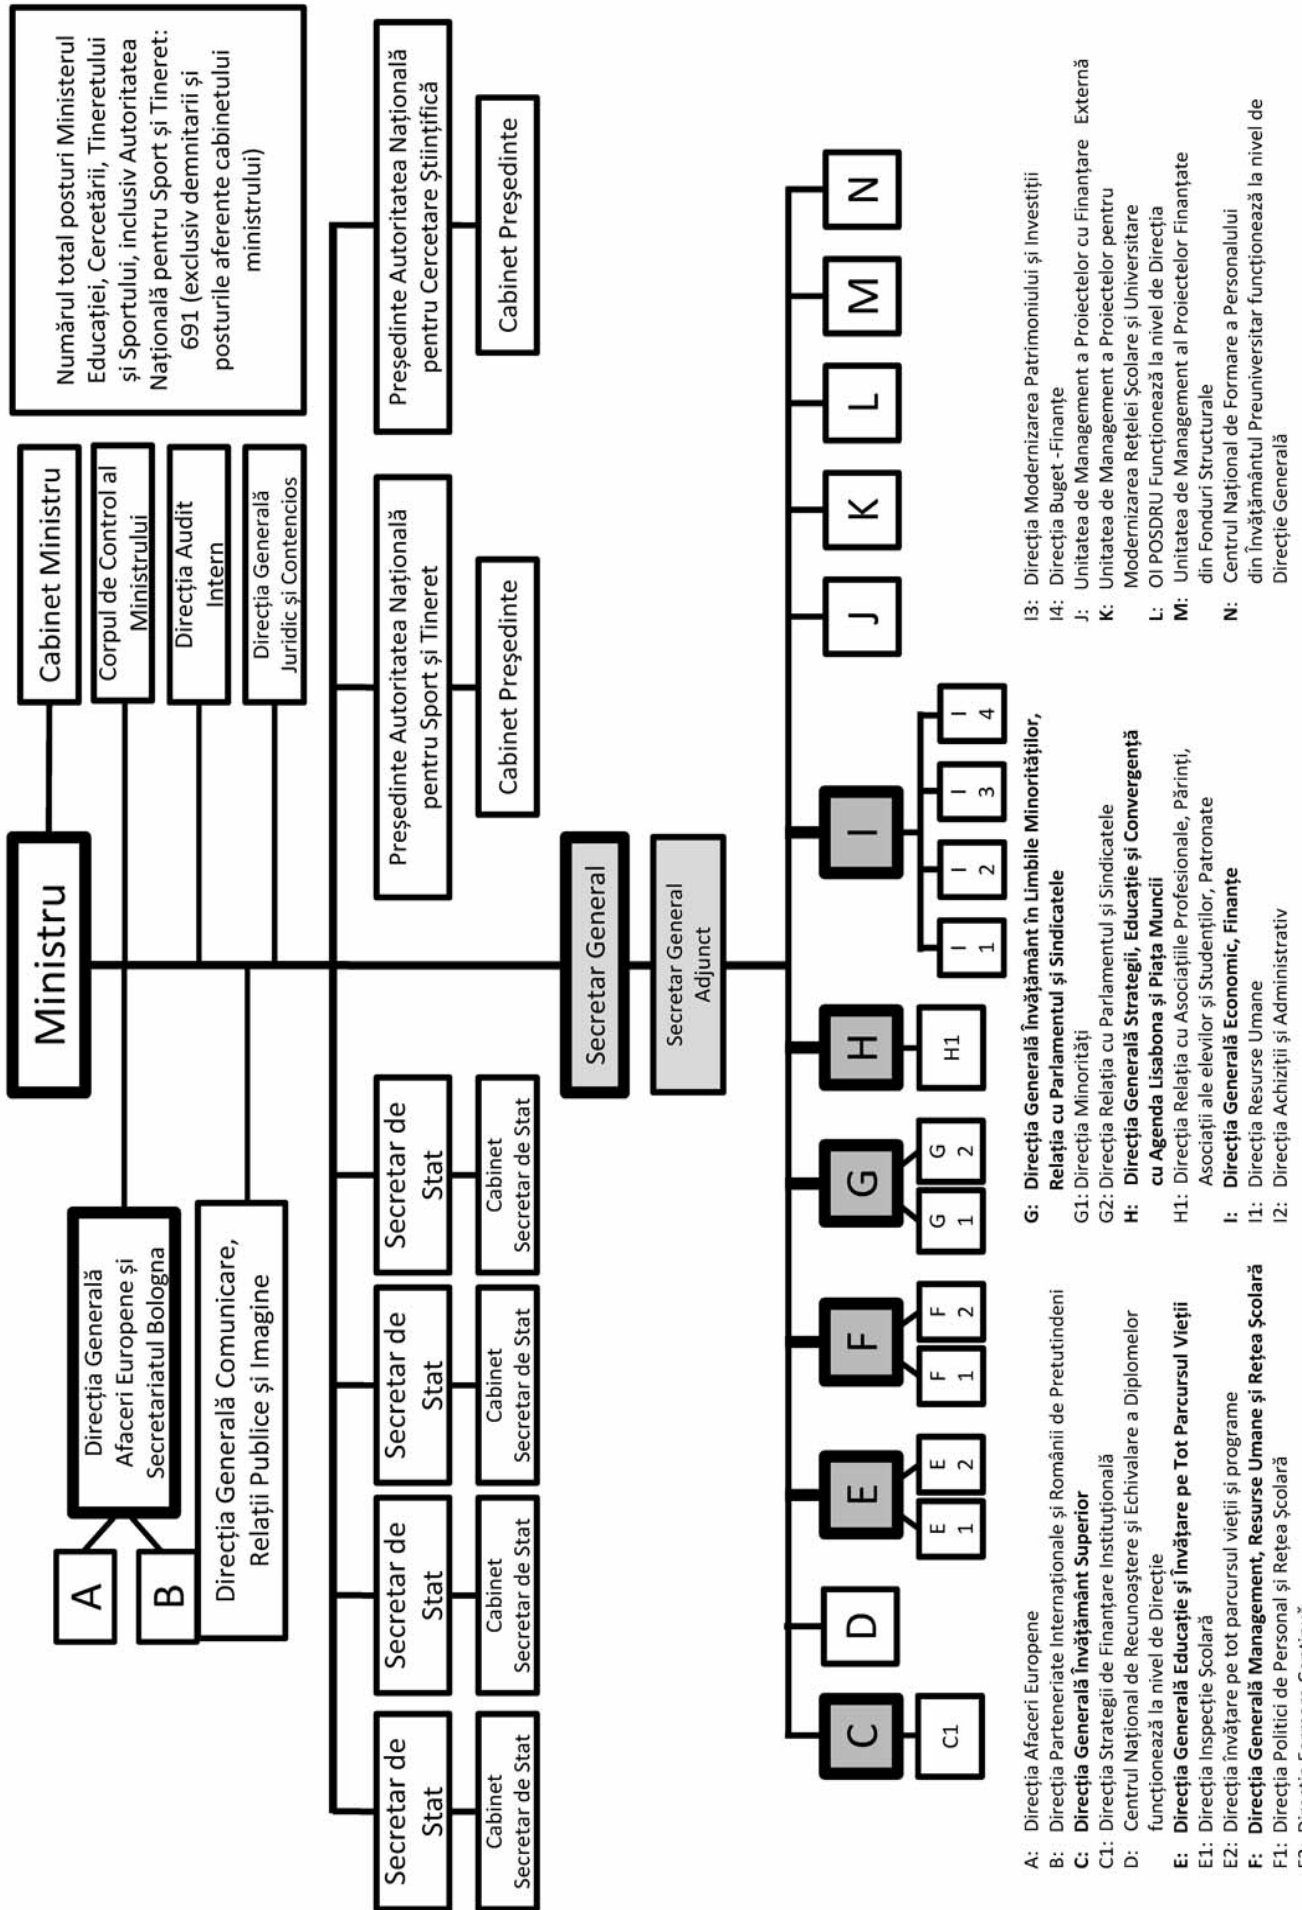 Ministru
Cabinet Ministru
Corpul de Control al
Ministrului
Direcția Audit
Intern
Direcția Generală
Juridic și Contencios
Numărul total posturi Ministerul
Educației, Cercetării, Tineretului
și Sportului, inclusiv Autoritatea
Națională pentru Sport și Tineret:
691 (exclusiv demnitarii și
posturile aferente cabinetului
ministrului)
A
B
Direcția Generală
Afaceri Europene și
Secretariatul Bologna
Direcția Generală Comunicare,
Relații Publice și Imagine
Secretar de
Stat
Cabinet
Secretar de Stat
Secretar de
Stat
Cabinet
Secretar de Stat
Secretar de
Stat
Cabinet
Secretar de Stat
Secretar de
Stat
Cabinet
Secretar de Stat
Președinte Autoritatea Națională
pentru Sport și Tineret
Cabinet Președinte
Președinte Autoritatea Națională
pentru Cercetare Științifică
Cabinet Președinte
Secretar General
Secretar General
Adjunct
C
D
E
F
G
H
I
J
K
L
M
N
C1
E
1
E
2
F
1
F
2
G
1
G
2
H1
I
1
I
2
I
3
I
4
A: Direcția Afaceri Europene
B: Direcția Parteneriate Internaționale și Românii de Pretutindeni
C: Direcția Generală Învățământ Superior
C1: Direcția Strategii de Finanțare Instituțională
D: Centrul Național de Recunoaștere și Echivalare a Diplomelor
funcționează la nivel de Direcție
E: Direcția Generală Educație și Învățare pe Tot Parcursul Vieții
E1: Direcția Inspecție Școlară
E2: Direcția învățare pe tot parcursul vieții și programe
F: Direcția Generală Management, Resurse Umane și Rețea Școlară
F1: Direcția Politici de Personal și Rețea Școlară
G: Direcția Generală Învățământ în Limbile Minorităților,
Relația cu Parlamentul și Sindicatele
G1: Direcția Minorități
G2: Direcția Relația cu Parlamentul și Sindicatele
H: Direcția Generală Strategii, Educație și Convergență
cu Agenda Lisabona și Piața Muncii
H1: Direcția Relația cu Asociațiile Profesionale, Părinți,
Asociații ale elevilor și Studenților, Patronate
I: Direcția Generală Economic, Finanțe
I1: Direcția Resurse Umane
I2: Direcția Achiziții și Administrativ
I3: Direcția Modernizarea Patrimoniului și Investiții
I4: Direcția Buget -Finanțe
J: Unitatea de Management a Proiectelor cu Finanțare Externă
K: Unitatea de Management a Proiectelor pentru
Modernizarea Rețelei Școlare și Universitare
L: OI POSDRU Funcționează la nivel de Direcția
M: Unitatea de Management al Proiectelor Finanțate
din Fonduri Structurale
N: Centrul Național de Formare a Personalului
din Învățământul Preuniversitar funcționează la nivel de
Direcție Generală